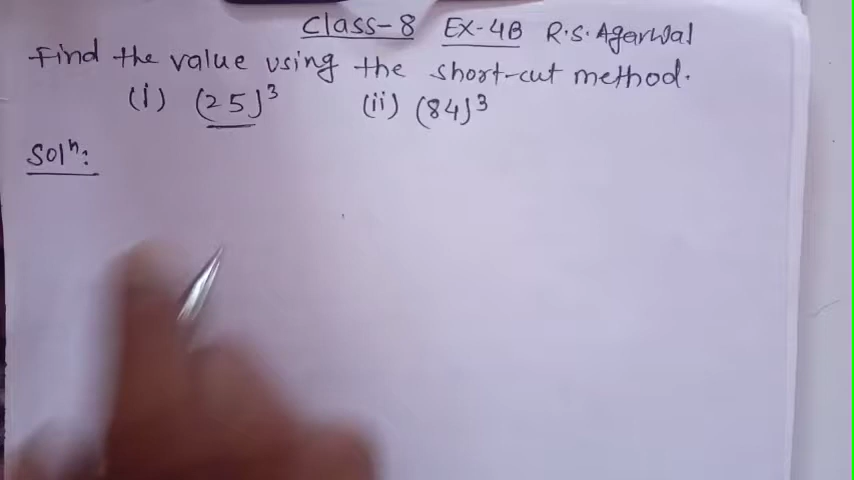 Class-8 EX-4B R.S. Agarwal
Find the value using the short-cut method.
(i) (25)³ (ii) (84)³
Solⁿ: